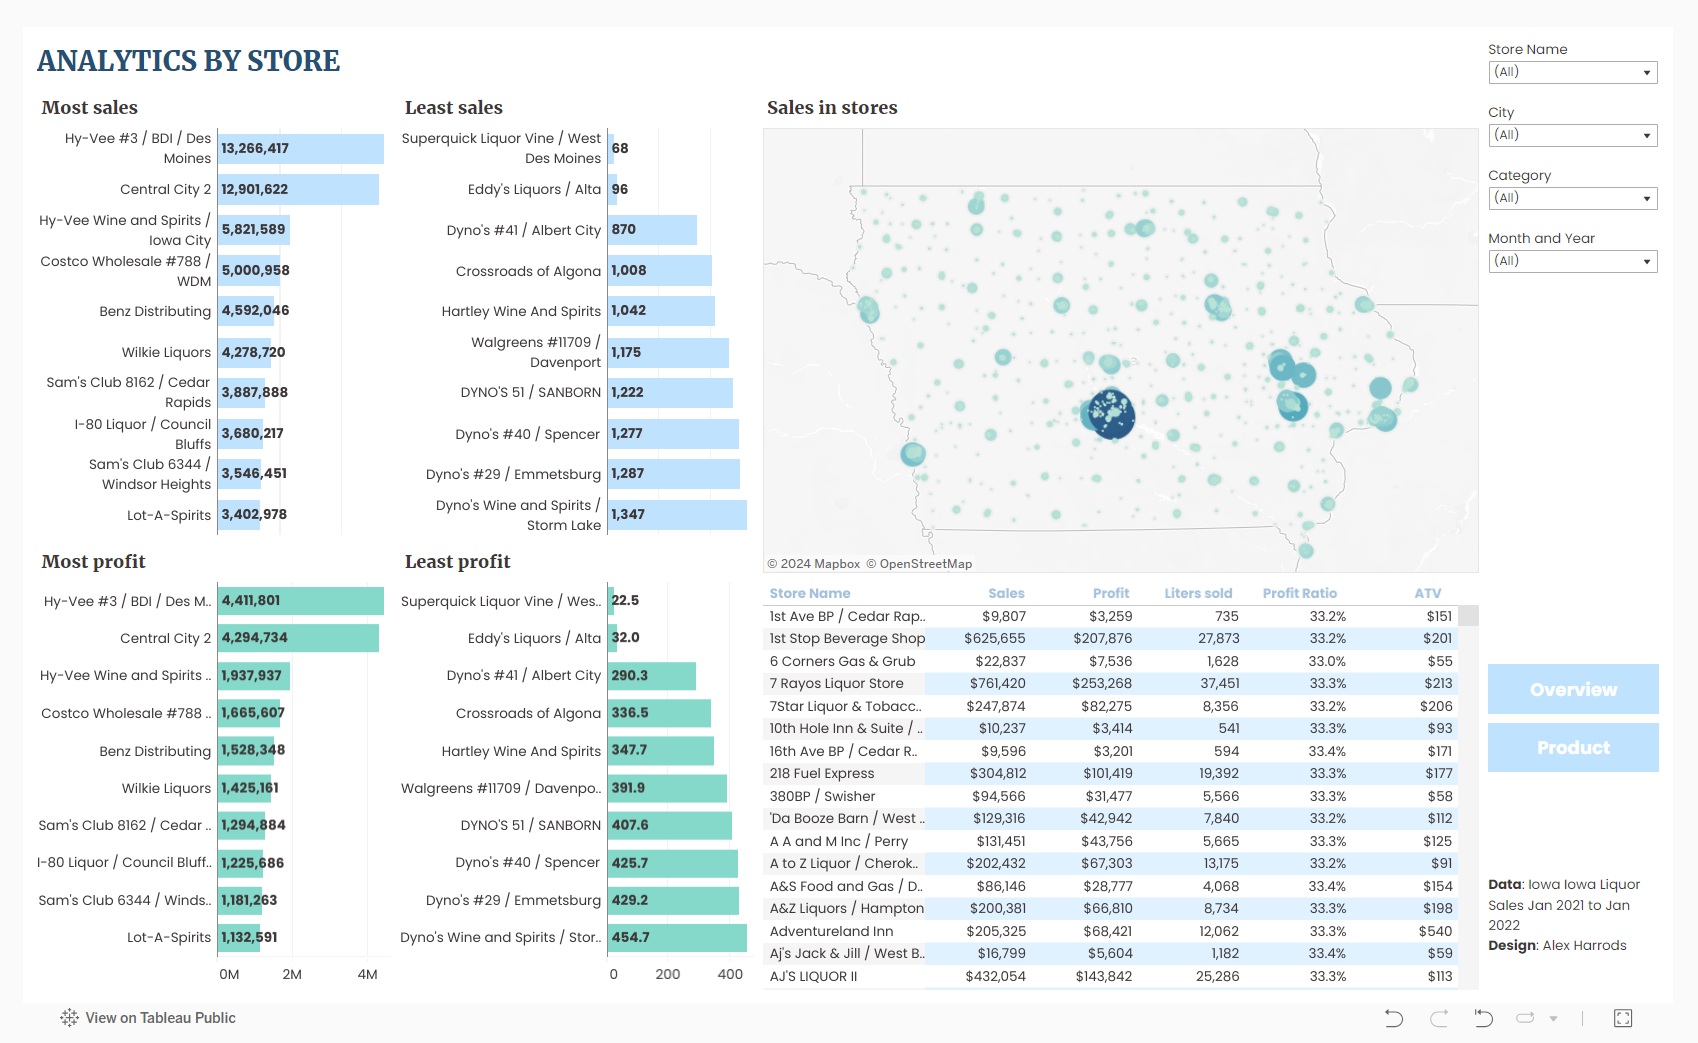 ANALYTICS BY STORE
Most sales
Hy-Vee #3 / BDI / Des
Moines
13,266,417
Central City 2
12,901,622
Hy-Vee Wine and Spirits /
Iowa City
5,821,589
Costco Wholesale #788 /
WDM
5,000,958
Benz Distributing
4,592,046
Wilkie Liquors
4,278,720
Sam's Club 8162 / Cedar
Rapids
3,887,888
I-80 Liquor / Council
Bluffs
3,680,217
Sam's Club 6344 /
Windsor Heights
3,546,451
Lot-A-Spirits
3,402,978
Least sales
Superquick Liquor Vine / West
Des Moines
68
Eddy's Liquors / Alta
96
Dyno's #41 / Albert City
870
Crossroads of Algona
1,008
Hartley Wine And Spirits
1,042
Walgreens #11709 /
Davenport
1,175
DYNO'S 51 / SANBORN
1,222
Dyno's #40 / Spencer
1,277
Dyno's #29 / Emmetsburg
1,287
Dyno's Wine and Spirits /
Storm Lake
1,347
Sales in stores
© 2024 Mapbox © OpenStreetMap
Store Name
(All)
City
(All)
Category
(All)
Month and Year
(All)
Most profit
Hy-Vee #3 / BDI / Des M..
4,411,801
Central City 2
4,294,734
Hy-Vee Wine and Spirits ..
1,937,937
Costco Wholesale #788 ..
1,665,607
Benz Distributing
1,528,348
Wilkie Liquors
1,425,161
Sam's Club 8162 / Cedar ..
1,294,884
I-80 Liquor / Council Bluff..
1,225,686
Sam's Club 6344 / Winds..
1,181,263
Lot-A-Spirits
1,132,591
0M 2M 4M
Least profit
Superquick Liquor Vine / Wes..
22.5
Eddy's Liquors / Alta
32.0
Dyno's #41 / Albert City
290.3
Crossroads of Algona
336.5
Hartley Wine And Spirits
347.7
Walgreens #11709 / Davenpo..
391.9
DYNO'S 51 / SANBORN
407.6
Dyno's #40 / Spencer
425.7
Dyno's #29 / Emmetsburg
429.2
Dyno's Wine and Spirits / Stor..
454.7
0 200 400
Store Name Sales Profit Liters sold Profit Ratio ATV
1st Ave BP / Cedar Rap.. $9,807 $3,259 735 33.2% $151
1st Stop Beverage Shop $625,655 $207,876 27,873 33.2% $201
6 Corners Gas & Grub $22,837 $7,536 1,628 33.0% $55
7 Rayos Liquor Store $761,420 $253,268 37,451 33.3% $213
7Star Liquor & Tobacc.. $247,874 $82,275 8,356 33.2% $206
10th Hole Inn & Suite / .. $10,237 $3,414 541 33.3% $93
16th Ave BP / Cedar R.. $9,596 $3,201 594 33.4% $171
218 Fuel Express $304,812 $101,419 19,392 33.3% $177
380BP / Swisher $94,566 $31,477 5,566 33.3% $58
'Da Booze Barn / West .. $129,316 $42,942 7,840 33.2% $112
A A and M Inc / Perry $131,451 $43,756 5,665 33.3% $125
A to Z Liquor / Cherok.. $202,432 $67,303 13,175 33.2% $91
A&S Food and Gas / D.. $86,146 $28,777 4,068 33.4% $154
A&Z Liquors / Hampton $200,381 $66,810 8,734 33.3% $198
Adventureland Inn $205,325 $68,421 12,062 33.3% $540
Aj's Jack & Jill / West B.. $16,799 $5,604 1,182 33.4% $59
AJ'S LIQUOR II $432,054 $143,842 25,286 33.3% $113
Overview
Product
Data: Iowa Iowa Liquor
Sales Jan 2021 to Jan
2022
Design: Alex Harrods
View on Tableau Public